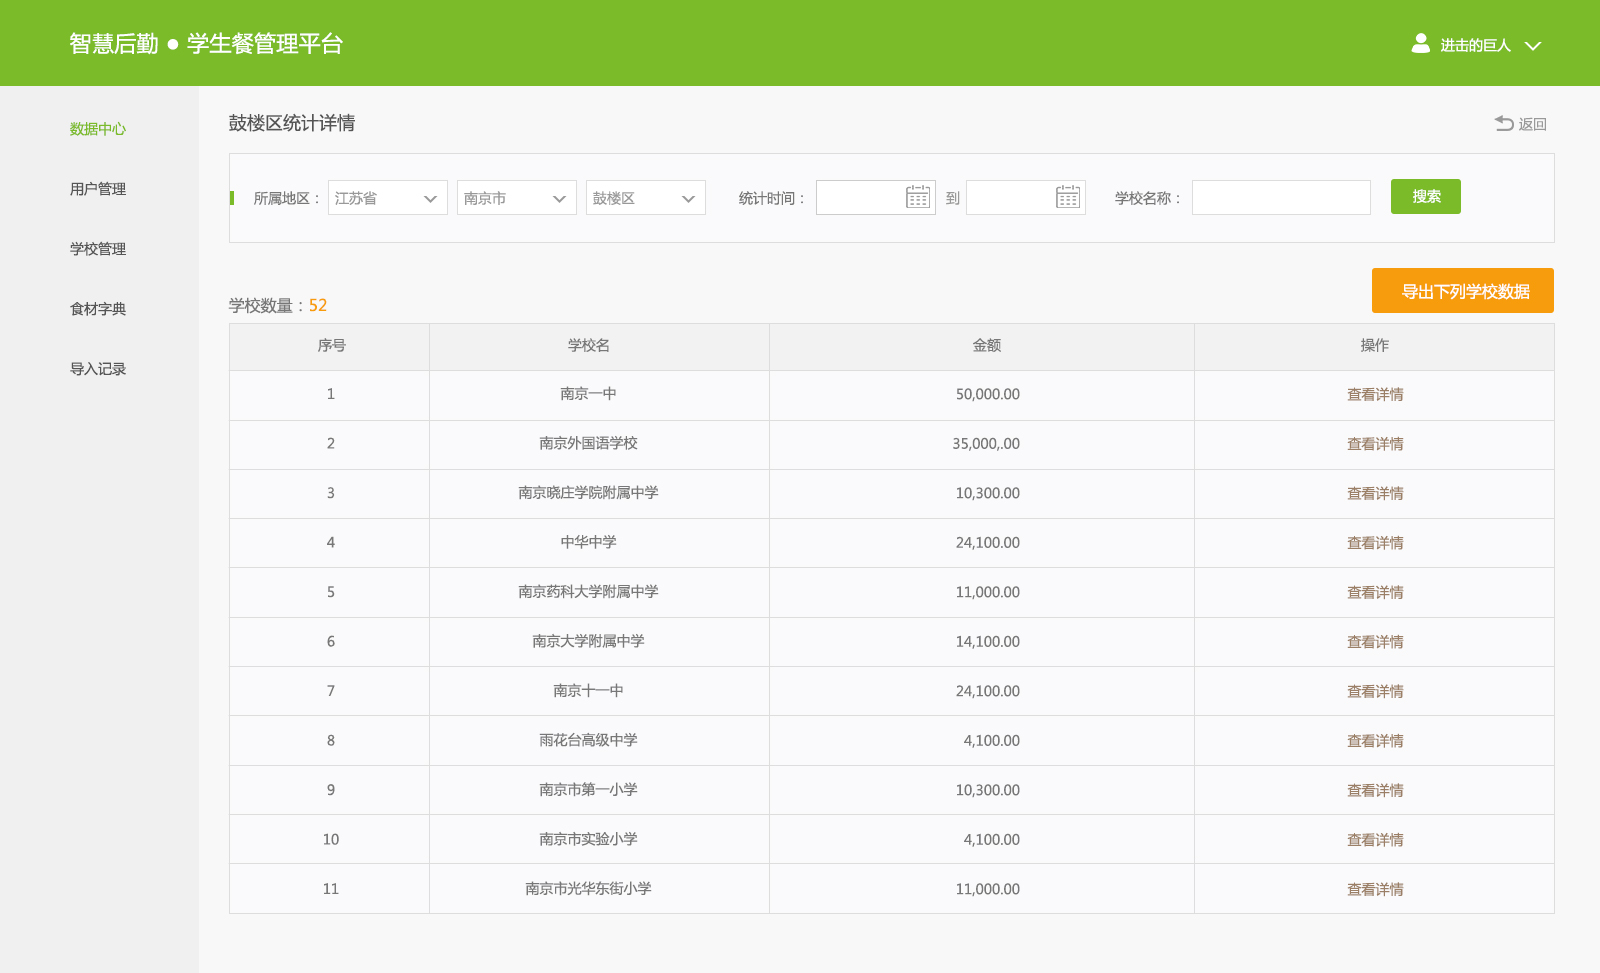 智慧后勤 ● 学生餐管理平台
进击的巨人
数据中心
用户管理
学校管理
食材字典
导入记录
鼓楼区统计详情
返回
所属地区： 江苏省 南京市 鼓楼区 统计时间： 到 学校名称： 搜索
导出下列学校数据
学校数量：52
序号 学校名 金额 操作
1 南京一中 50,000.00 查看详情
2 南京外国语学校 35,000,.00 查看详情
3 南京晓庄学院附属中学 10,300.00 查看详情
4 中华中学 24,100.00 查看详情
5 南京药科大学附属中学 11,000.00 查看详情
6 南京大学附属中学 14,100.00 查看详情
7 南京十一中 24,100.00 查看详情
8 雨花台高级中学 4,100.00 查看详情
9 南京市第一小学 10,300.00 查看详情
10 南京市实验小学 4,100.00 查看详情
11 南京市光华东街小学 11,000.00 查看详情